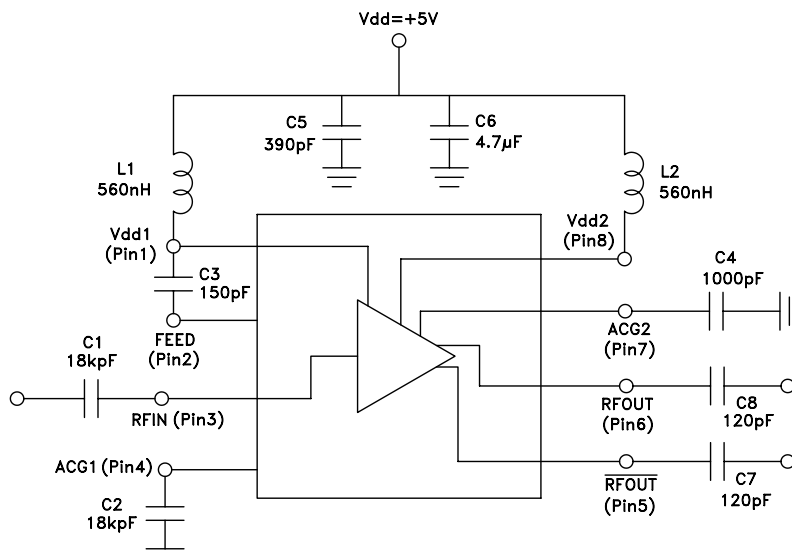 Vdd=+5V
C5
390pF
C6
4.7µF
L1
560nH
L2
560nH
Vdd1
(Pin1)
Vdd2
(Pin8)
C3
150pF
C4
1000pF
FEED
(Pin2)
ACG2
(Pin7)
C1
18kpF
RFIN (Pin3)
RFOUT
(Pin6)
C8
120pF
ACG1 (Pin4)
RFOUT
(Pin5)
C7
120pF
C2
18kpF